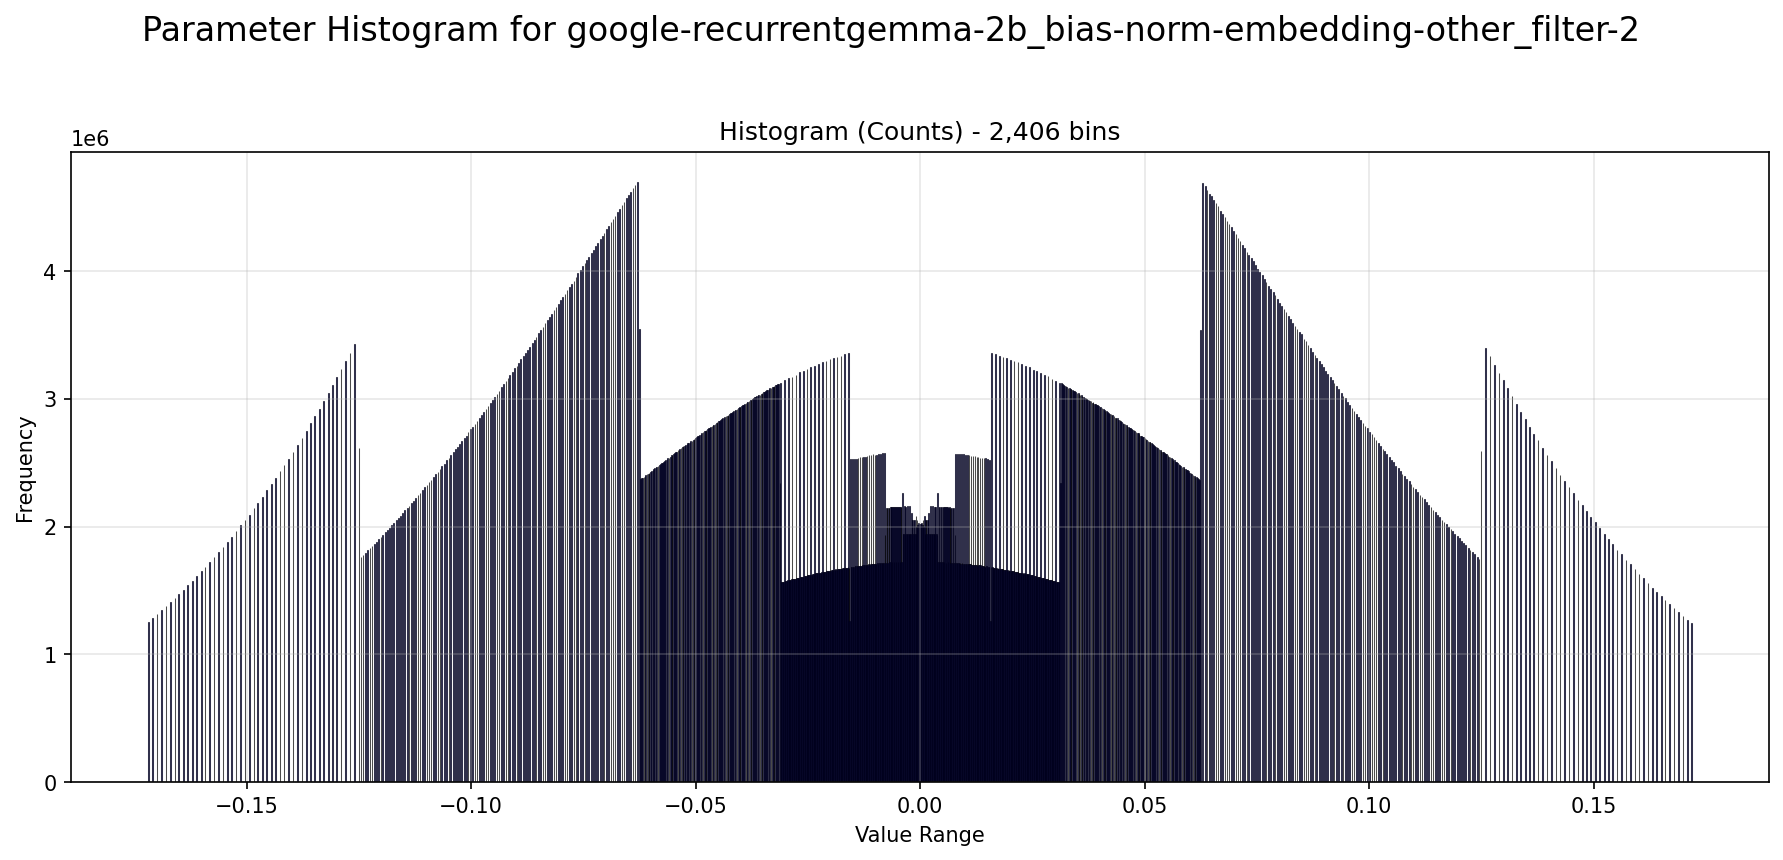 Parameter Histogram for google-recurrentgemma-2b_bias-norm-embedding-other_filter-2
Histogram (Counts) - 2,406 bins
1e6
4
3
2
1
0
Frequency
−0.15
−0.10
−0.05
0.00
0.05
0.10
0.15
Value Range